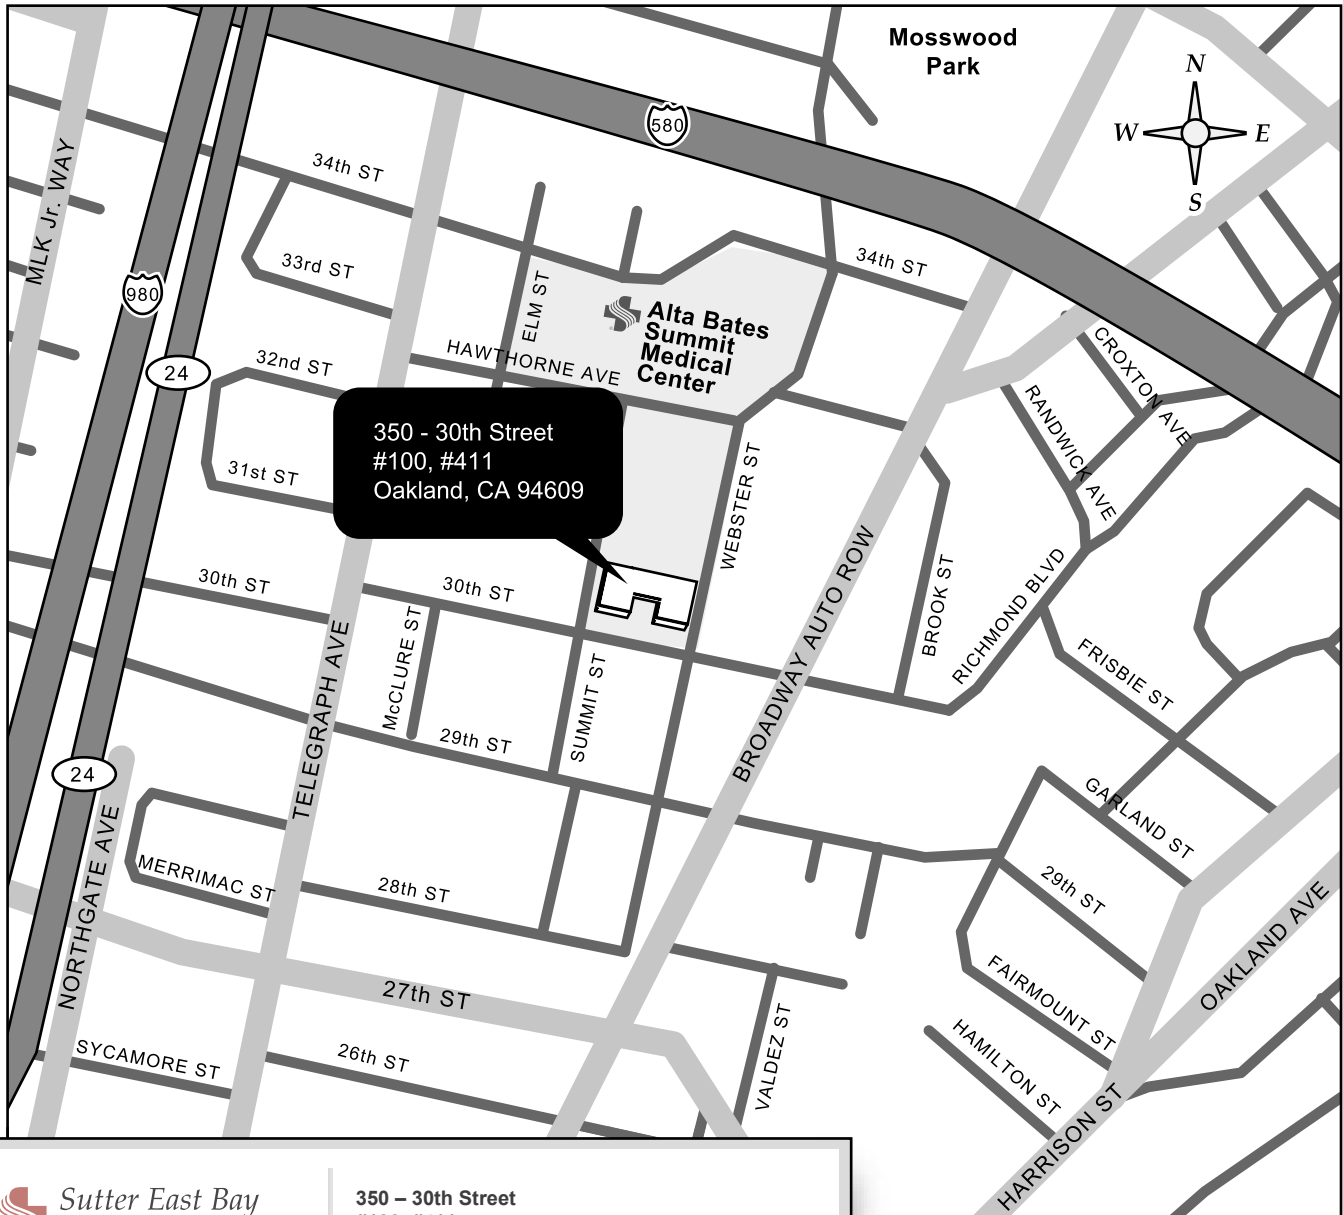 Mosswood
Park
N
W
E
S
580
34th ST
MLK Jr. WAY
33rd ST
34th ST
980
ELM ST
Alta Bates
Summit
Medical
Center
HAWTHORNE AVE
24
32nd ST
CROXTON AVE
RANDWICK AVE
350 - 30th Street
#100, #411
Oakland, CA 94609
31st ST
WEBSTER ST
30th ST
30th ST
BROADWAY AUTO ROW
BROOK ST
RICHMOND BLVD
McCLURE ST
TELEGRAPH AVE
SUMMIT ST
FRISBIE ST
29th ST
24
GARLAND ST
NORTHGATE AVE
MERRIMAC ST
28th ST
29th ST
OAKLAND AVE
27th ST
FAIRMOUNT ST
HAMILTON ST
VALDEZ ST
SYCAMORE ST
26th ST
HARRISON ST
Sutter East Bay
350 – 30th Street